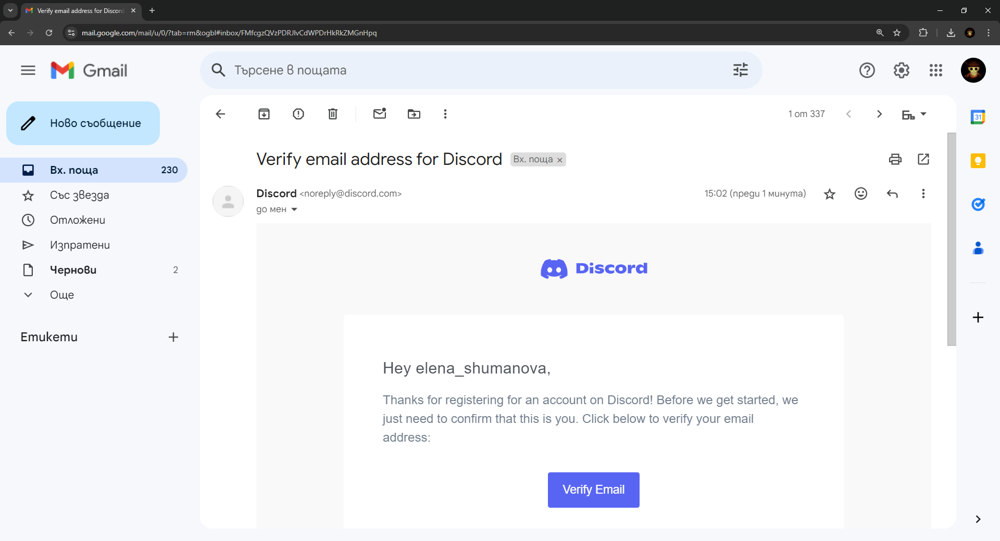 Verify email address for Discord
mail.google.com/mail/u/0/?tab=rm&ogbl#inbox/FMfcgzQVzPDRJlvCdWPDrHkRkZMGnHpq
Gmail
Търсене в пощата
Ново съобщение
1 от 337
Verify email address for Discord
Вх. поща
Вх. поща 230
Със звезда
Отложени
Изпратени
Чернови 2
Още
Етикети
Discord <noreply@discord.com>
15:02 (преди 1 минута)
до мен
Discord
Hey elena_shumanova,
Thanks for registering for an account on Discord! Before we get started, we
just need to confirm that this is you. Click below to verify your email
address:
Verify Email
31